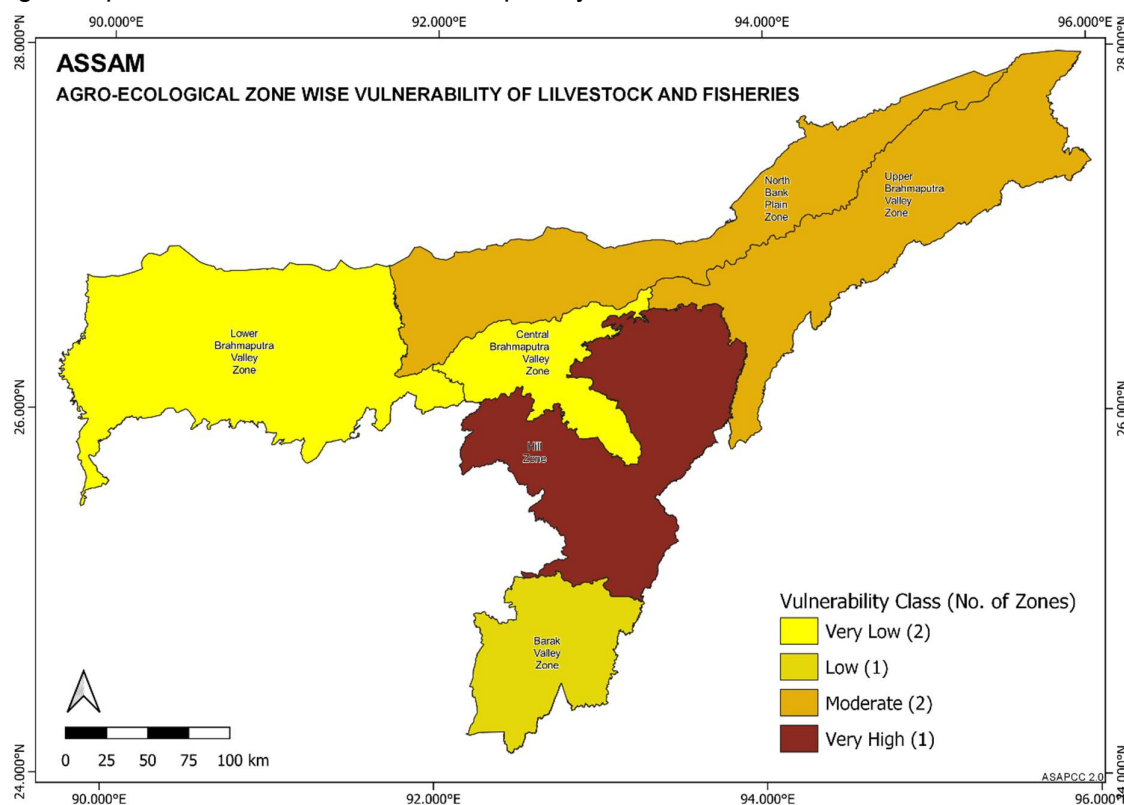 90.000°E 92.000°E 94.000°E 96.000°E
28.000°N 28.000°N
ASSAM
AGRO-ECOLOGICAL ZONE WISE VULNERABILITY OF LILVESTOCK AND FISHERIES
North
Bank
Plain
Zone
Upper
Brahmaputra
Valley
Zone
Lower
Brahmaputra
Valley
Zone
Central
Brahmaputra
Valley
Zone
26.000°N 26.000°N
Hill
Zone
Barak
Valley
Zone
Vulnerability Class (No. of Zones)
Very Low (2)
Low (1)
Moderate (2)
Very High (1)
0 25 50 75 100 km
ASAPCC 2.0
24.000°N 24.000°N
90.000°E 92.000°E 94.000°E 96.000°E